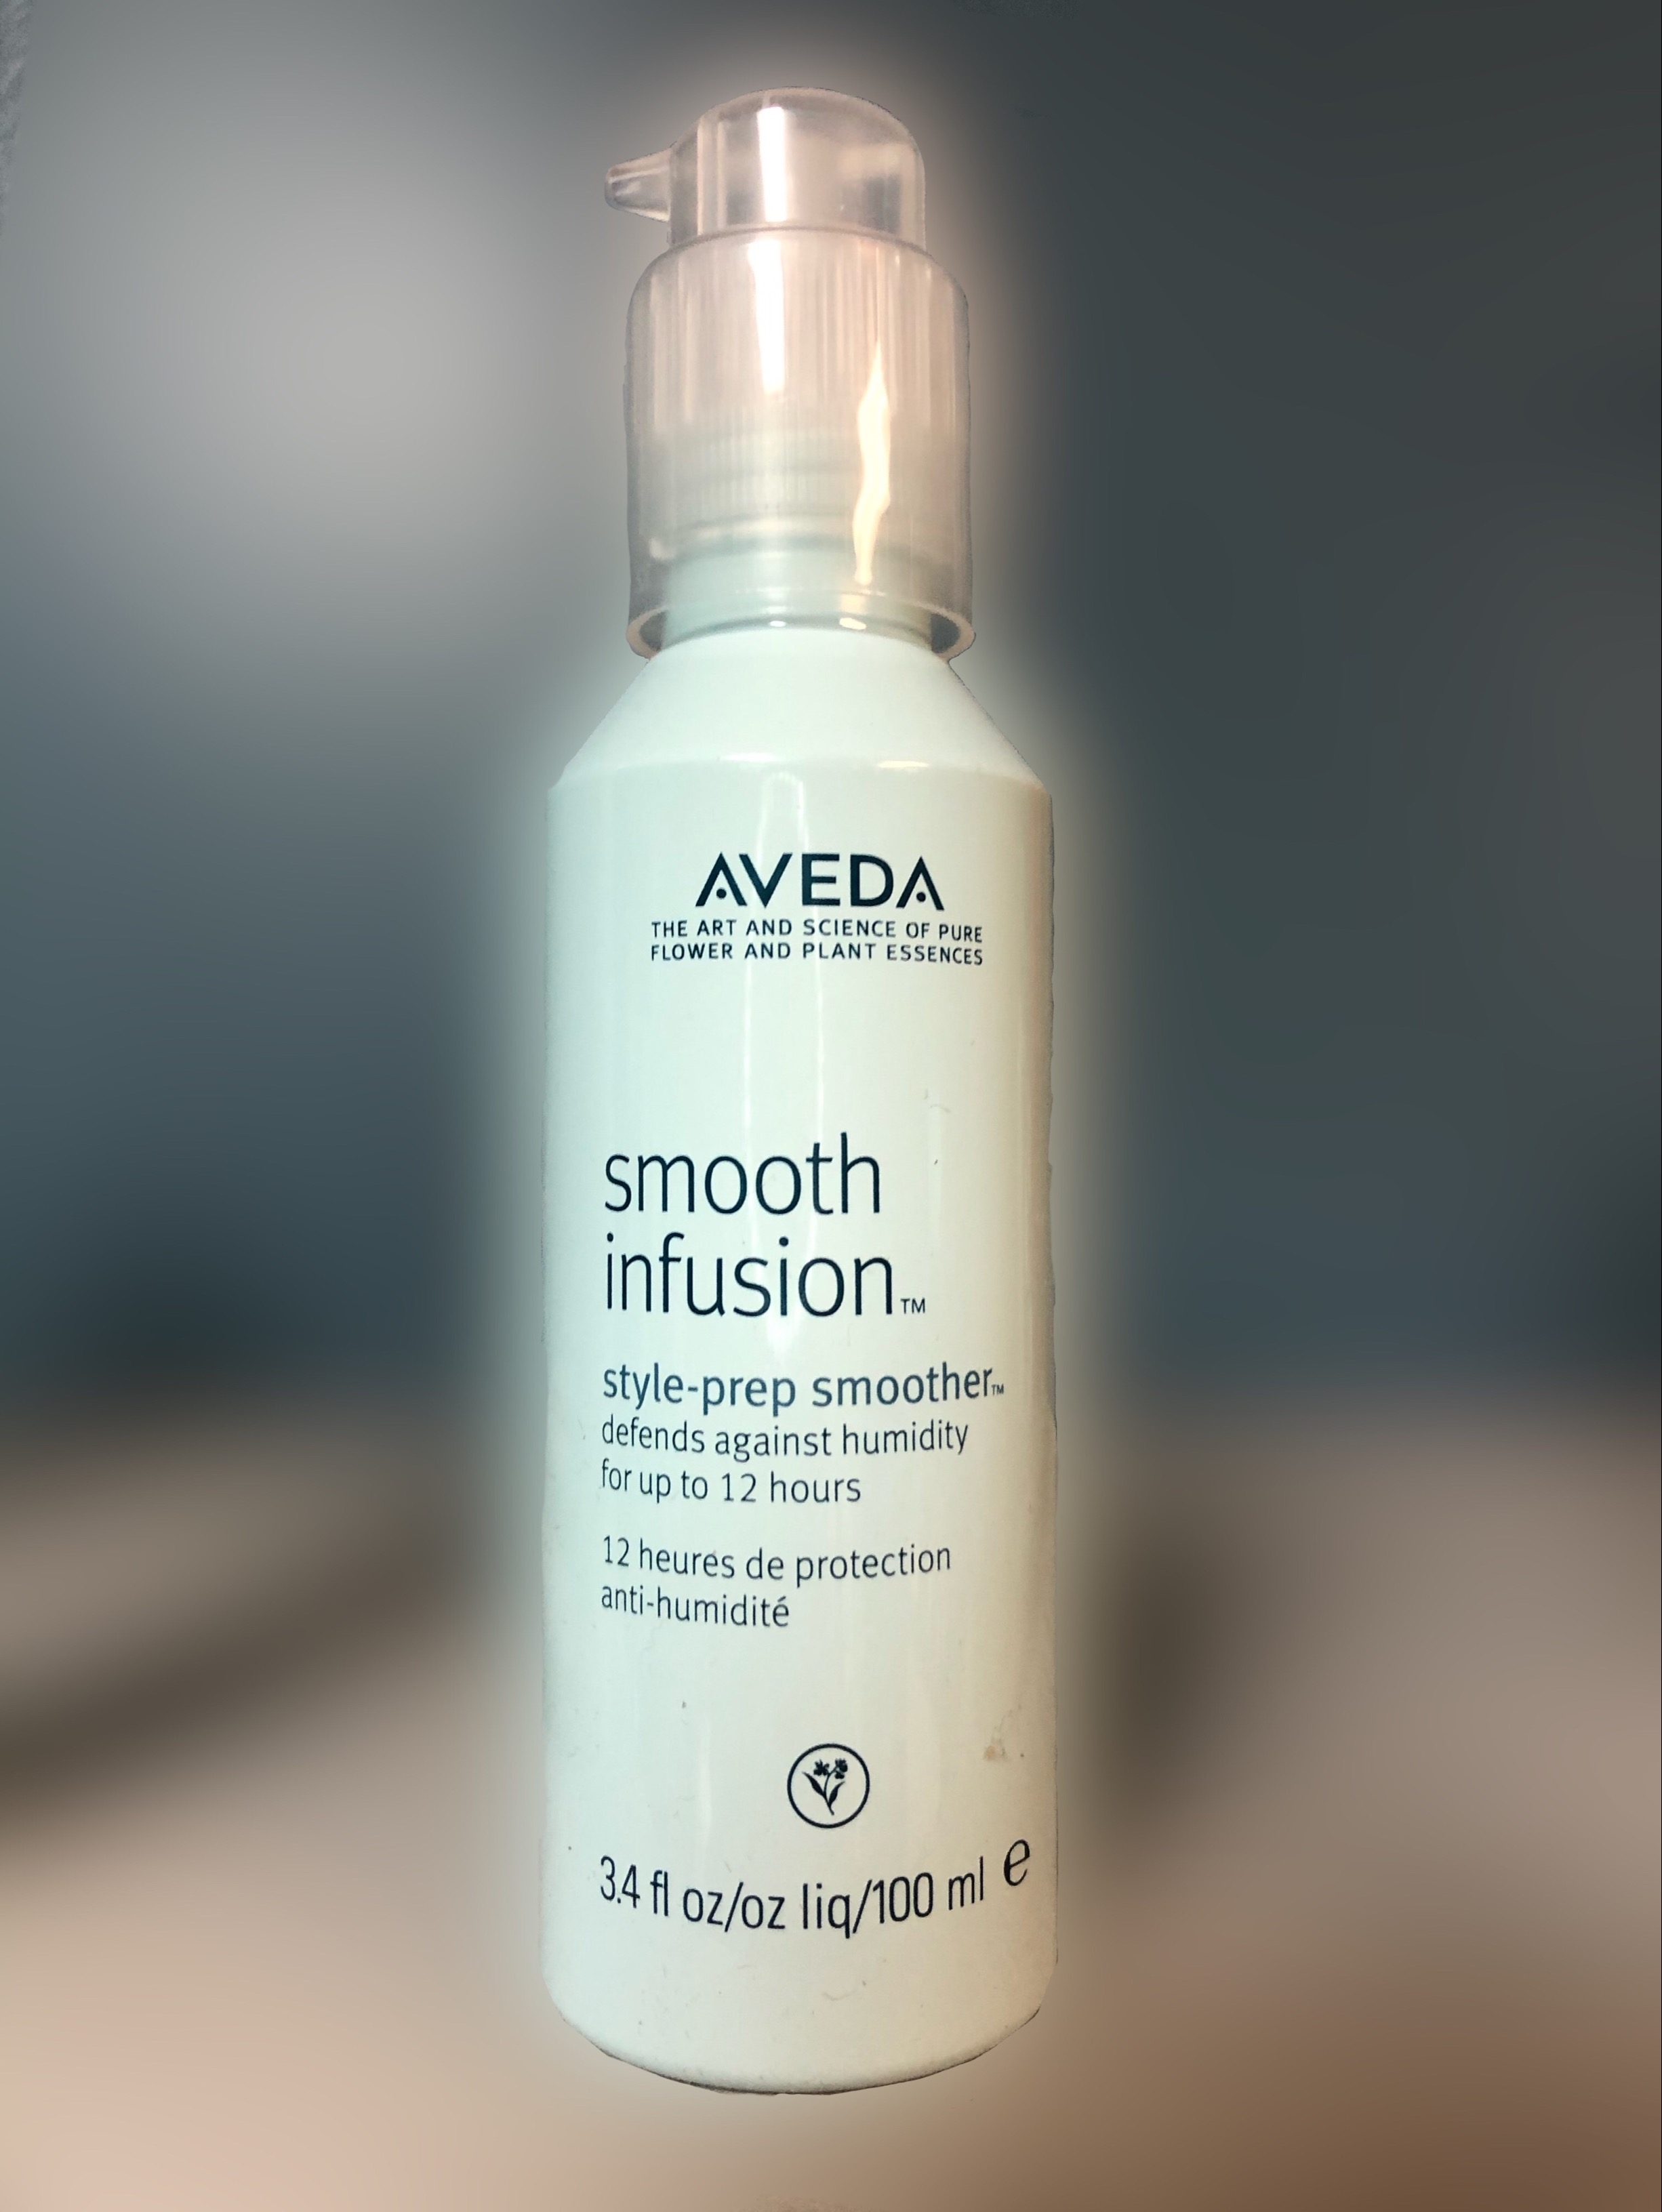 AVEDA
THE ART AND SCIENCE OF PURE
FLOWER AND PLANT ESSENCES
smooth
infusion™
style-prep smoother™
defends against humidity
for up to 12 hours
12 heures de protection
anti-humidité
3.4 fl oz/oz liq/100 ml e